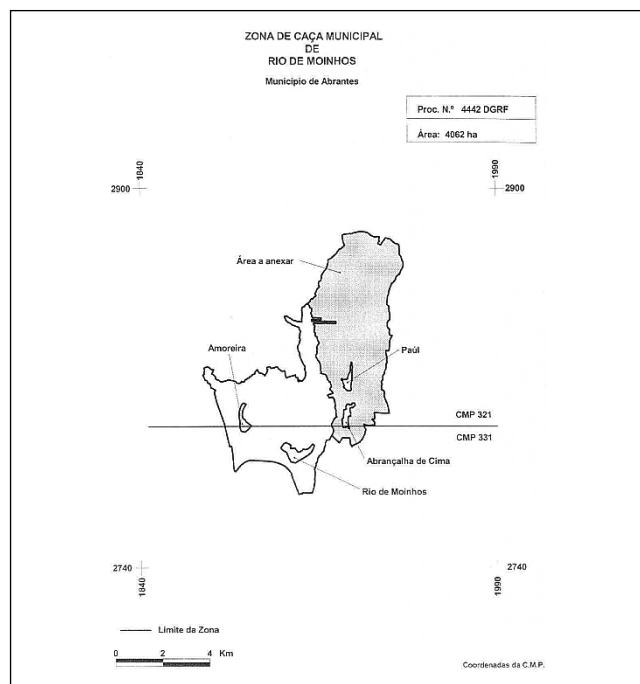 ZONA DE CAÇA MUNICIPAL
DE
RIO DE MOINHOS
Município de Abrantes
Proc. N.º 4442 DGRF
Área: 4062 ha
1840
1990
2900
2900
Área a anexar
Amoreira
Paúl
CMP 321
CMP 331
Abrançalha de Cima
Rio de Moinhos
2740
2740
1840
1990
Limite da Zona
0 2 4 Km
Coordenadas da C.M.P.